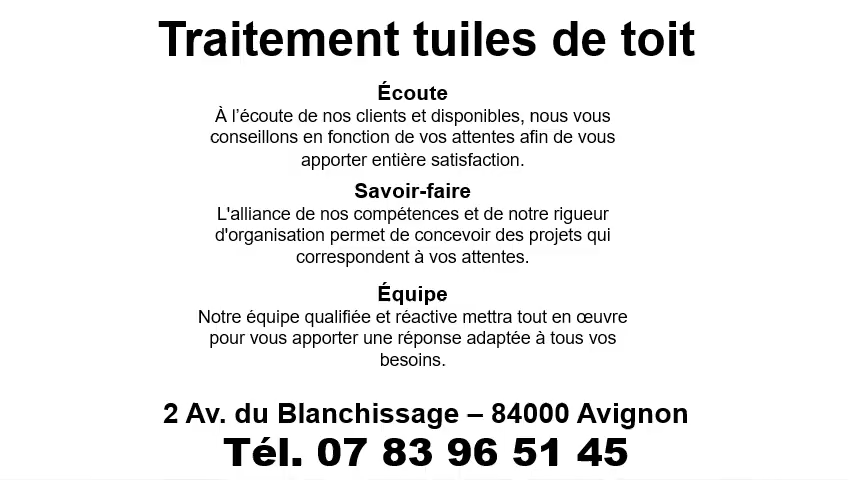 Traitement tuiles de toit
Écoute
À l’écoute de nos clients et disponibles, nous vous
conseillons en fonction de vos attentes afin de vous
apporter entière satisfaction.
Savoir-faire
L'alliance de nos compétences et de notre rigueur
d'organisation permet de concevoir des projets qui
correspondent à vos attentes.
Équipe
Notre équipe qualifiée et réactive mettra tout en œuvre
pour vous apporter une réponse adaptée à tous vos
besoins.
2 Av. du Blanchissage – 84000 Avignon
Tél. 07 83 96 51 45